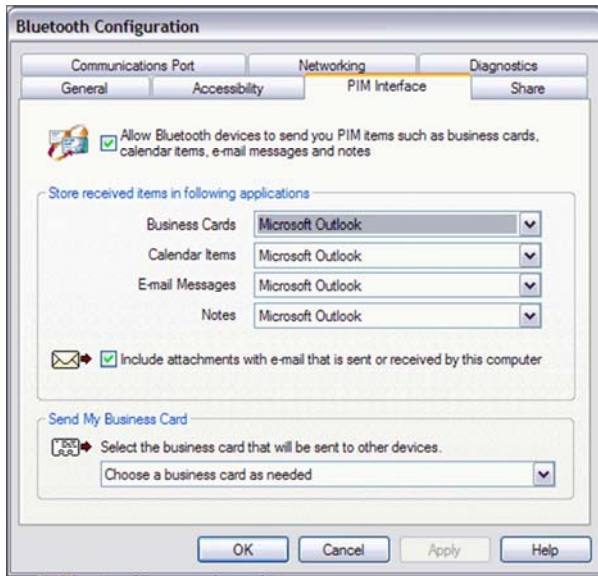 Bluetooth Configuration
Communications Port Networking Diagnostics
General Accessibility PIM Interface Share
Allow Bluetooth devices to send you PIM items such as business cards,
calendar items, e-mail messages and notes
Store received items in following applications
Business Cards Microsoft Outlook
Calendar Items Microsoft Outlook
E-mail Messages Microsoft Outlook
Notes Microsoft Outlook
Include attachments with e-mail that is sent or received by this computer
Send My Business Card
Select the business card that will be sent to other devices.
Choose a business card as needed
OK Cancel Apply Help